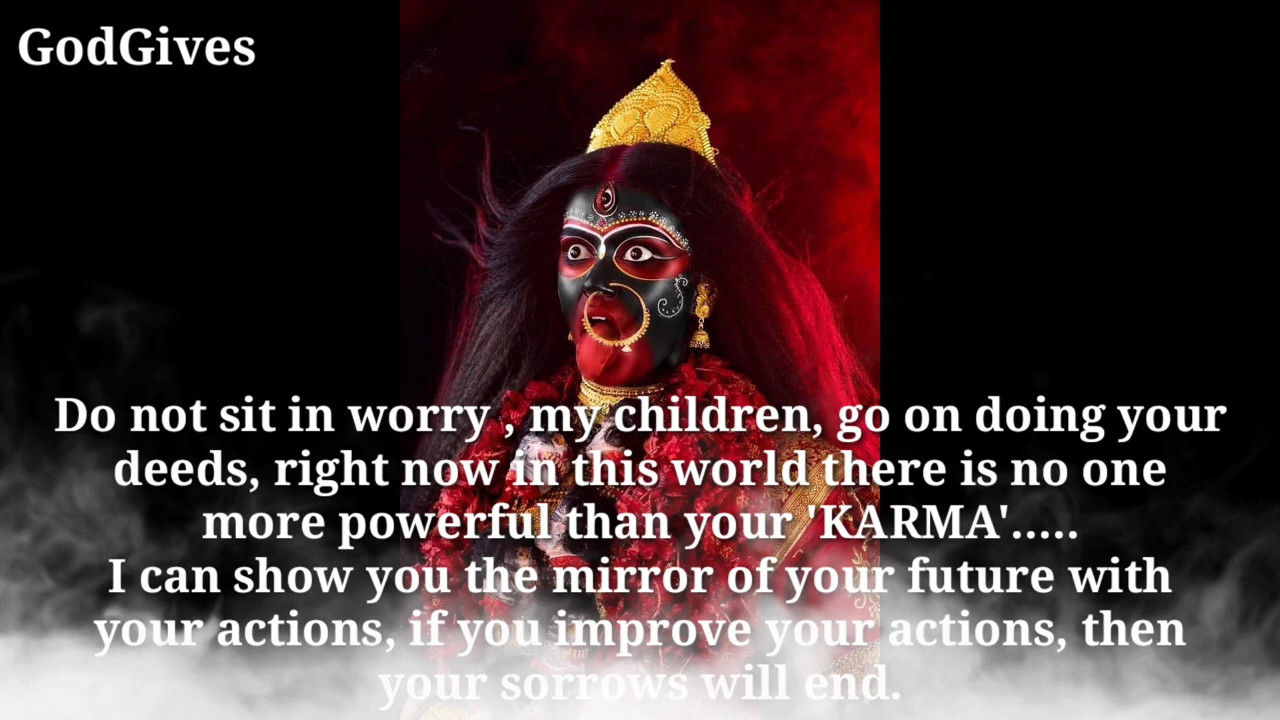 GodGives
Do not sit in worry , my children, go on doing your
deeds, right now in this world there is no one
more powerful than your 'KARMA'.....
I can show you the mirror of your future with
your actions, if you improve your actions, then
your sorrows will end.